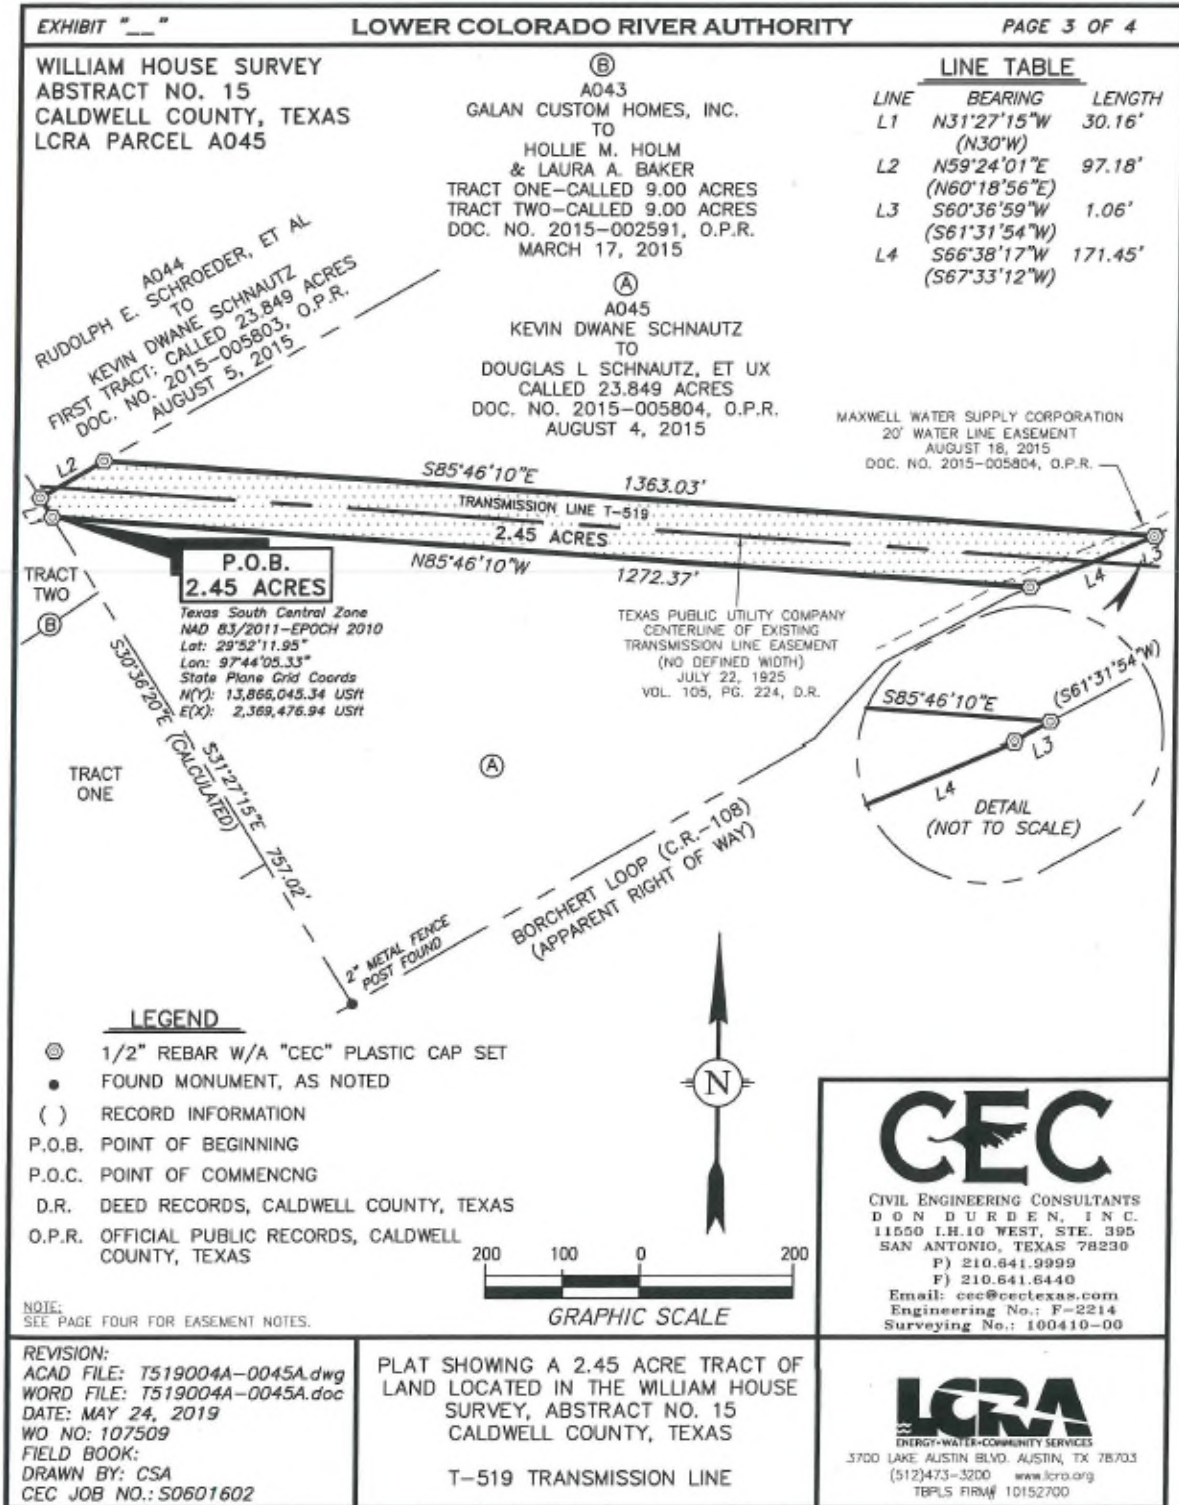 EXHIBIT "__"
LOWER COLORADO RIVER AUTHORITY
PAGE 3 OF 4
WILLIAM HOUSE SURVEY
ABSTRACT NO. 15
CALDWELL COUNTY, TEXAS
LCRA PARCEL A045
B
A043
GALAN CUSTOM HOMES, INC.
TO
HOLLIE M. HOLM
& LAURA A. BAKER
TRACT ONE-CALLED 9.00 ACRES
TRACT TWO-CALLED 9.00 ACRES
DOC. NO. 2015-002591, O.P.R.
MARCH 17, 2015
LINE TABLE
LINE BEARING LENGTH
L1 N31°27'15"W 30.16'
(N30°W)
L2 N59°24'01"E 97.18'
(N60°18'56"E)
L3 S60°36'59"W 1.06'
(S61°31'54"W)
L4 S66°38'17"W 171.45'
(S67°33'12"W)
A044
RUDOLPH E. SCHROEDER, ET AL
TO
KEVIN DWANE SCHNAUTZ
FIRST TRACT: CALLED 23.849 ACRES
DOC. NO. 2015-005803, O.P.R.
AUGUST 5, 2015
A
A045
KEVIN DWANE SCHNAUTZ
TO
DOUGLAS L SCHNAUTZ, ET UX
CALLED 23.849 ACRES
DOC. NO. 2015-005804, O.P.R.
AUGUST 4, 2015
MAXWELL WATER SUPPLY CORPORATION
20' WATER LINE EASEMENT
AUGUST 18, 2015
DOC. NO. 2015-005804, O.P.R.
L2
S85°46'10"E 1363.03'
TRANSMISSION LINE T-519
2.45 ACRES
L1
N85°46'10"W 1272.37'
L4
L3
P.O.B.
2.45 ACRES
Texas South Central Zone
NAD 83/2011-EPOCH 2010
Lat: 29°52'11.95"
Lon: 97°44'05.33"
State Plane Grid Coords
N(Y): 13,866,045.34 USft
E(X): 2,369,476.94 USft
TRACT
TWO
B
TEXAS PUBLIC UTILITY COMPANY
CENTERLINE OF EXISTING
TRANSMISSION LINE EASEMENT
(NO DEFINED WIDTH)
JULY 22, 1925
VOL. 105, PG. 224, D.R.
S30°36'20"E (CALCULATED)
S31°27'15"E 757.02'
TRACT
ONE
A
S85°46'10"E
(S61°31'54"W)
L3
L4
DETAIL
(NOT TO SCALE)
BORCHERT LOOP (C.R.-108)
(APPARENT RIGHT OF WAY)
2" METAL FENCE
POST FOUND
LEGEND
1/2" REBAR W/A "CEC" PLASTIC CAP SET
FOUND MONUMENT, AS NOTED
( ) RECORD INFORMATION
P.O.B. POINT OF BEGINNING
P.O.C. POINT OF COMMENCNG
D.R. DEED RECORDS, CALDWELL COUNTY, TEXAS
O.P.R. OFFICIAL PUBLIC RECORDS, CALDWELL
COUNTY, TEXAS
N
200 100 0 200
GRAPHIC SCALE
NOTE:
SEE PAGE FOUR FOR EASEMENT NOTES.
CEC
CIVIL ENGINEERING CONSULTANTS
DON DURDEN, INC.
11550 I.H.10 WEST, STE. 395
SAN ANTONIO, TEXAS 78230
P) 210.641.9999
F) 210.641.6440
Email: cec@cectexas.com
Engineering No.: F-2214
Surveying No.: 100410-00
REVISION:
ACAD FILE: T519004A-0045A.dwg
WORD FILE: T519004A-0045A.doc
DATE: MAY 24, 2019
WO NO: 107509
FIELD BOOK:
DRAWN BY: CSA
CEC JOB NO.: S0601602
PLAT SHOWING A 2.45 ACRE TRACT OF
LAND LOCATED IN THE WILLIAM HOUSE
SURVEY, ABSTRACT NO. 15
CALDWELL COUNTY, TEXAS
T-519 TRANSMISSION LINE
LCRA
ENERGY•WATER•COMMUNITY SERVICES
3700 LAKE AUSTIN BLVD. AUSTIN, TX 78703
(512)473-3200 www.lcra.org
TBPLS FIRM# 10152700